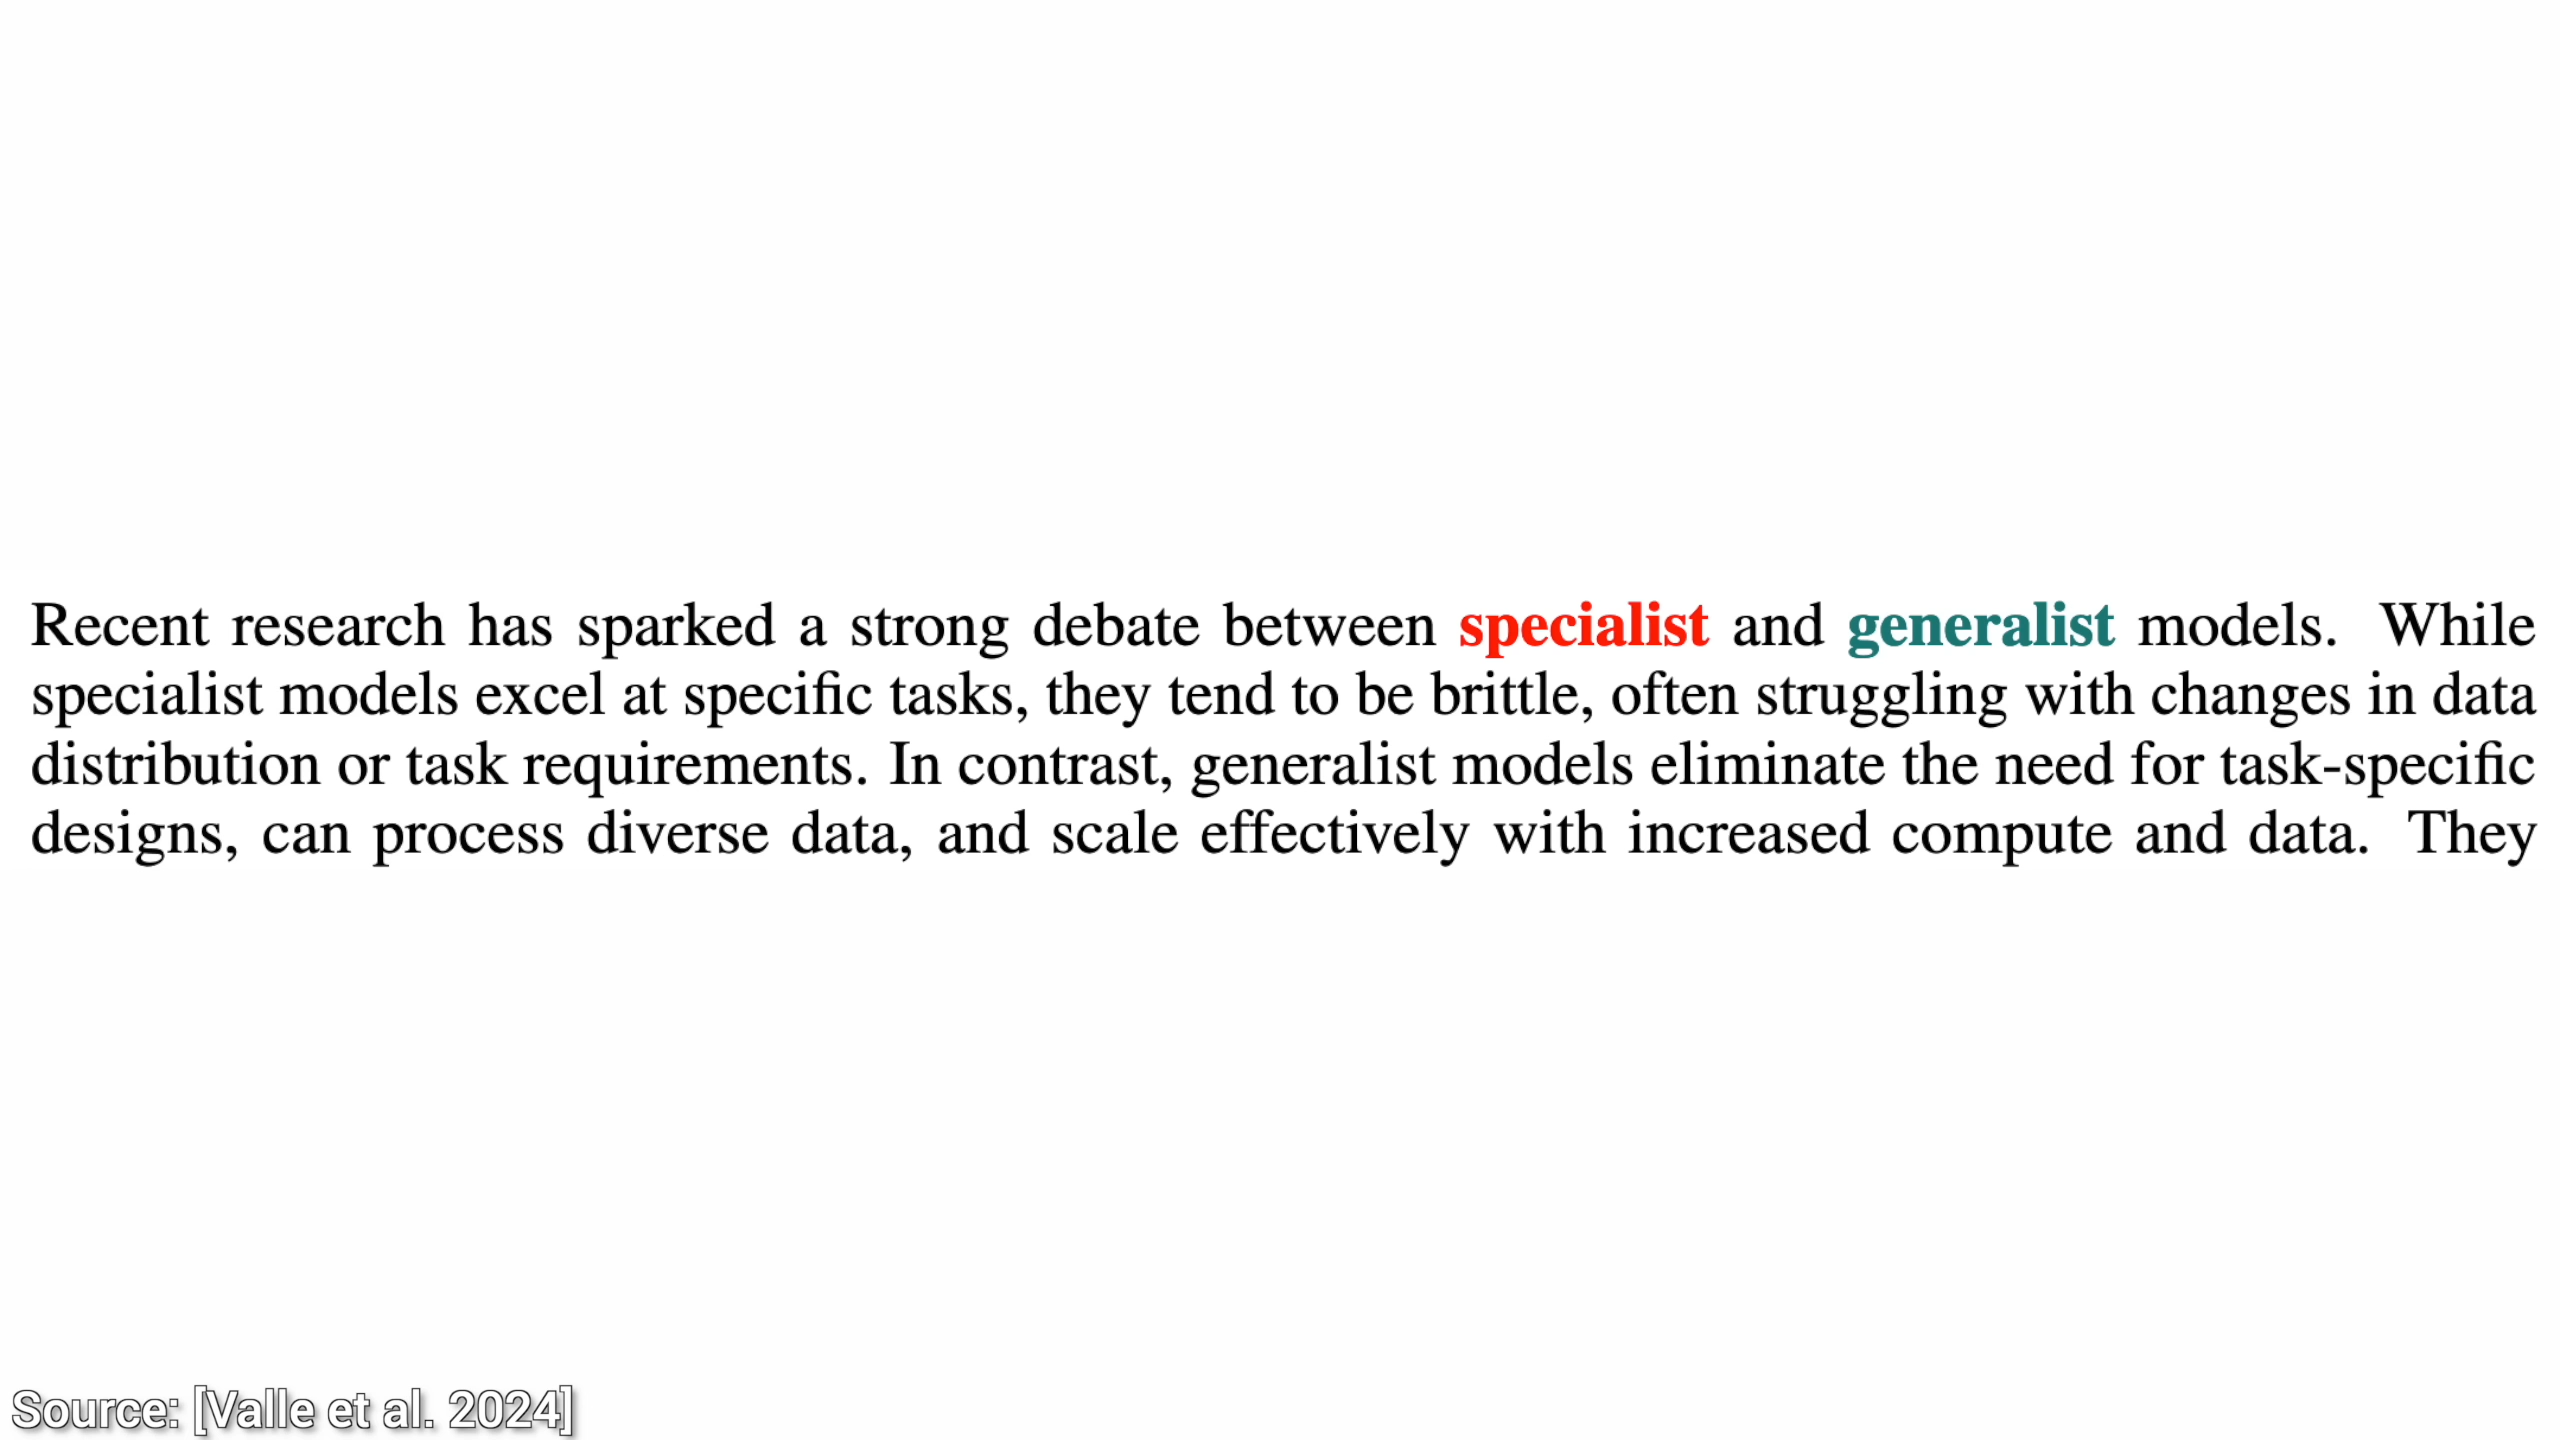 Recent research has sparked a strong debate between specialist and generalist models. While
specialist models excel at specific tasks, they tend to be brittle, often struggling with changes in data
distribution or task requirements. In contrast, generalist models eliminate the need for task-specific
designs, can process diverse data, and scale effectively with increased compute and data. They
Source: [Valle et al. 2024]